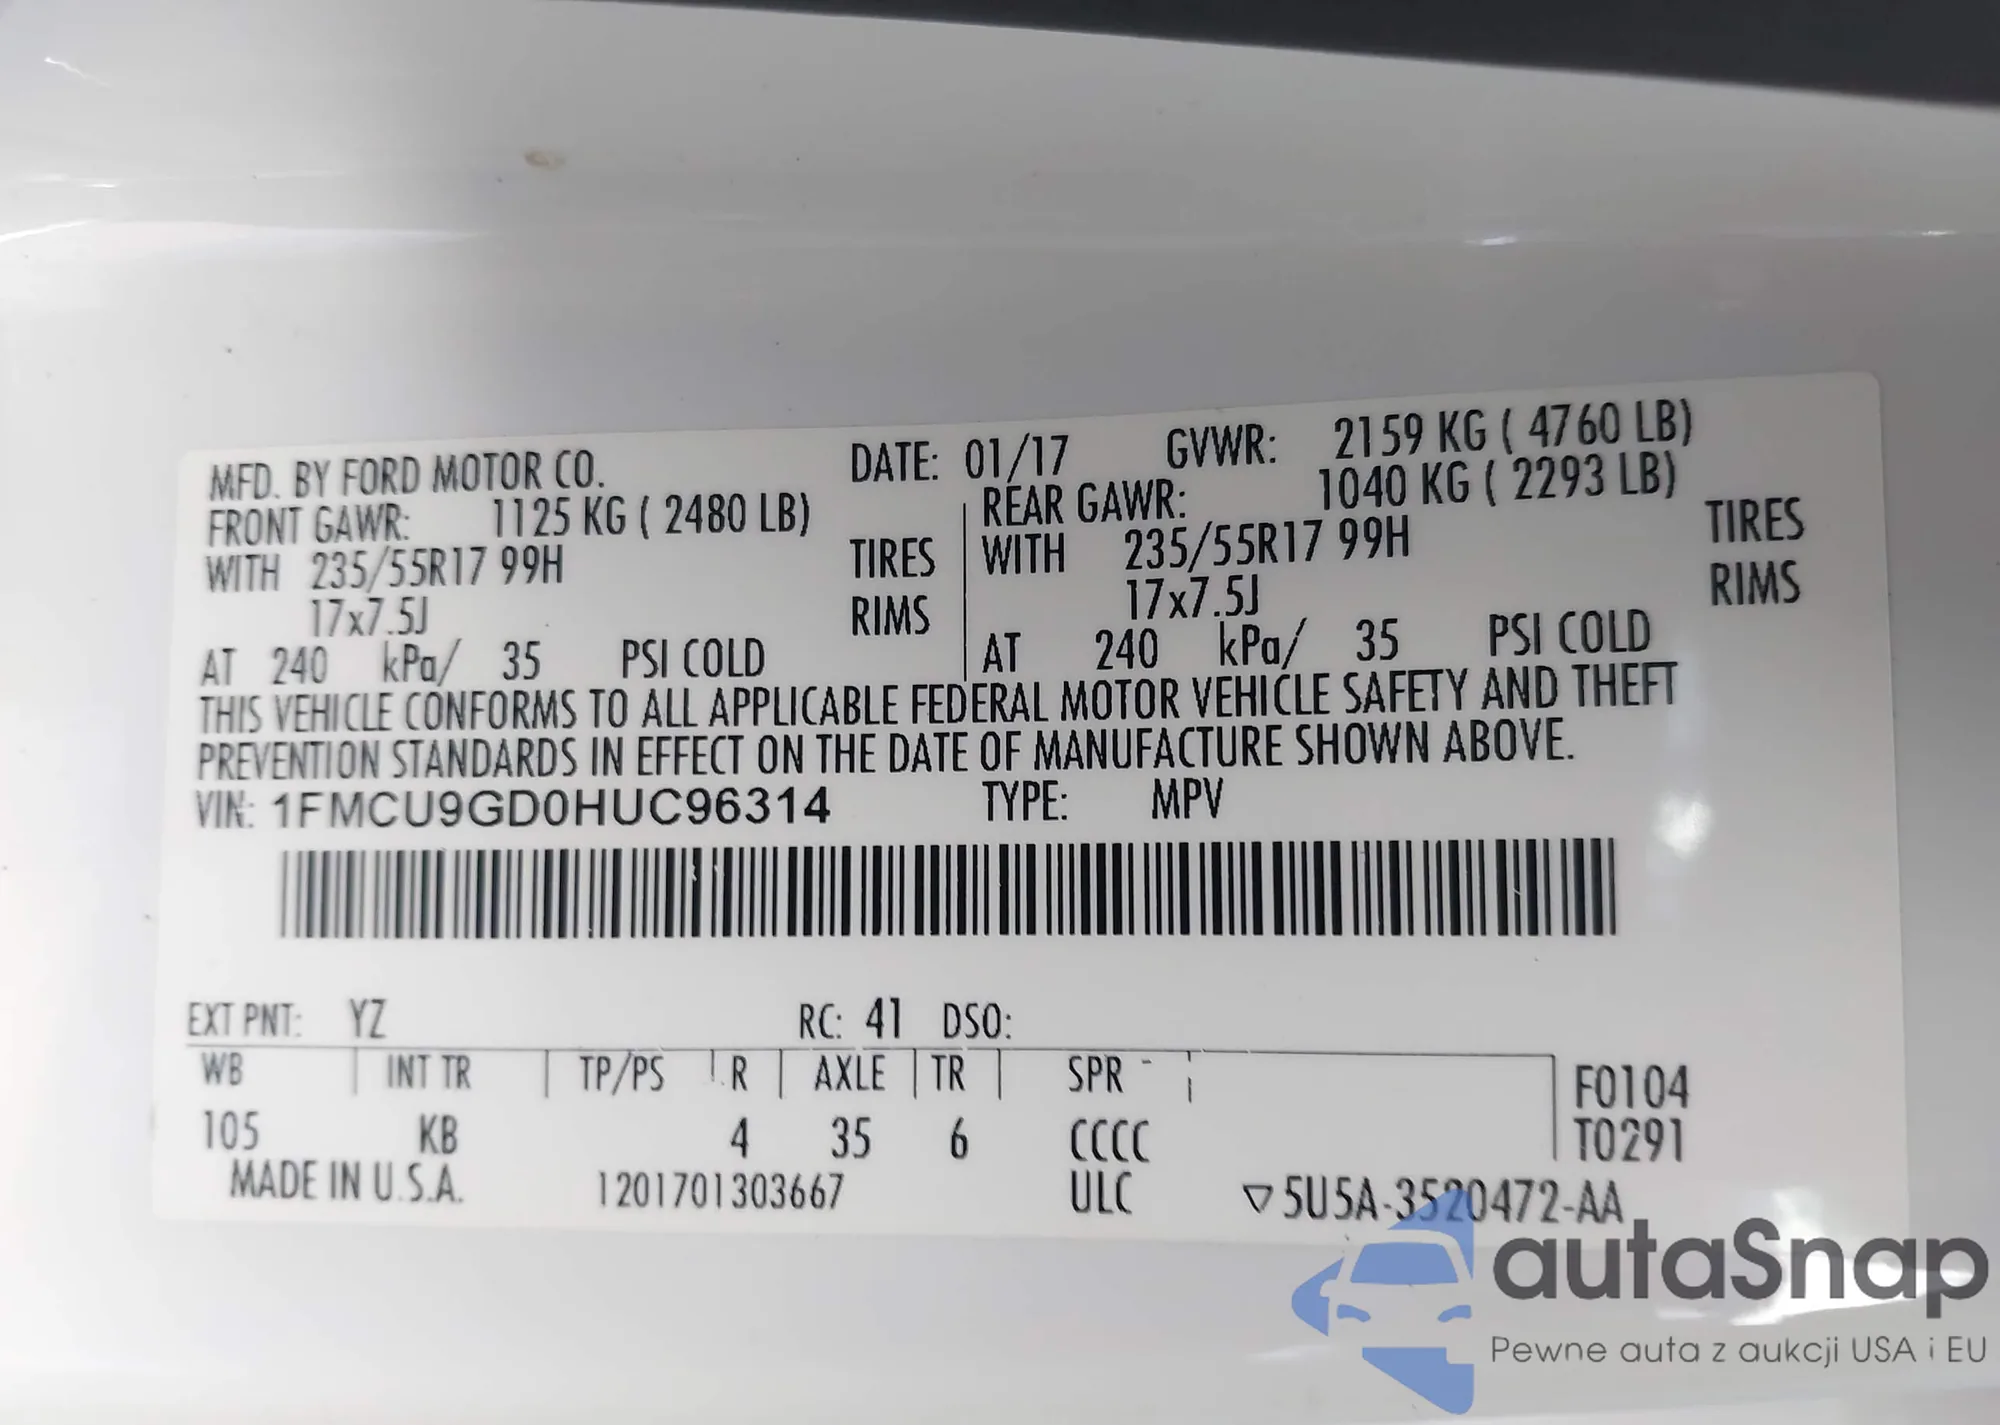 MFD. BY FORD MOTOR CO. DATE: 01/17 GVWR: 2159 KG ( 4760 LB)
FRONT GAWR: 1125 KG ( 2480 LB) REAR GAWR: 1040 KG ( 2293 LB)
WITH 235/55R17 99H TIRES WITH 235/55R17 99H TIRES
17x7.5J RIMS 17x7.5J RIMS
AT 240 kPa/ 35 PSI COLD AT 240 kPa/ 35 PSI COLD
THIS VEHICLE CONFORMS TO ALL APPLICABLE FEDERAL MOTOR VEHICLE SAFETY AND THEFT
PREVENTION STANDARDS IN EFFECT ON THE DATE OF MANUFACTURE SHOWN ABOVE.
VIN: 1FMCU9GD0HUC96314 TYPE: MPV
EXT PNT: YZ RC: 41 DSO:
WB INT TR TP/PS R AXLE TR SPR F0104
105 KB 4 35 6 CCCC T0291
MADE IN U.S.A. 1201701303667 ULC ▽5U5A-3520472-AA
autaSnap
Pewne auta z aukcji USA i EU